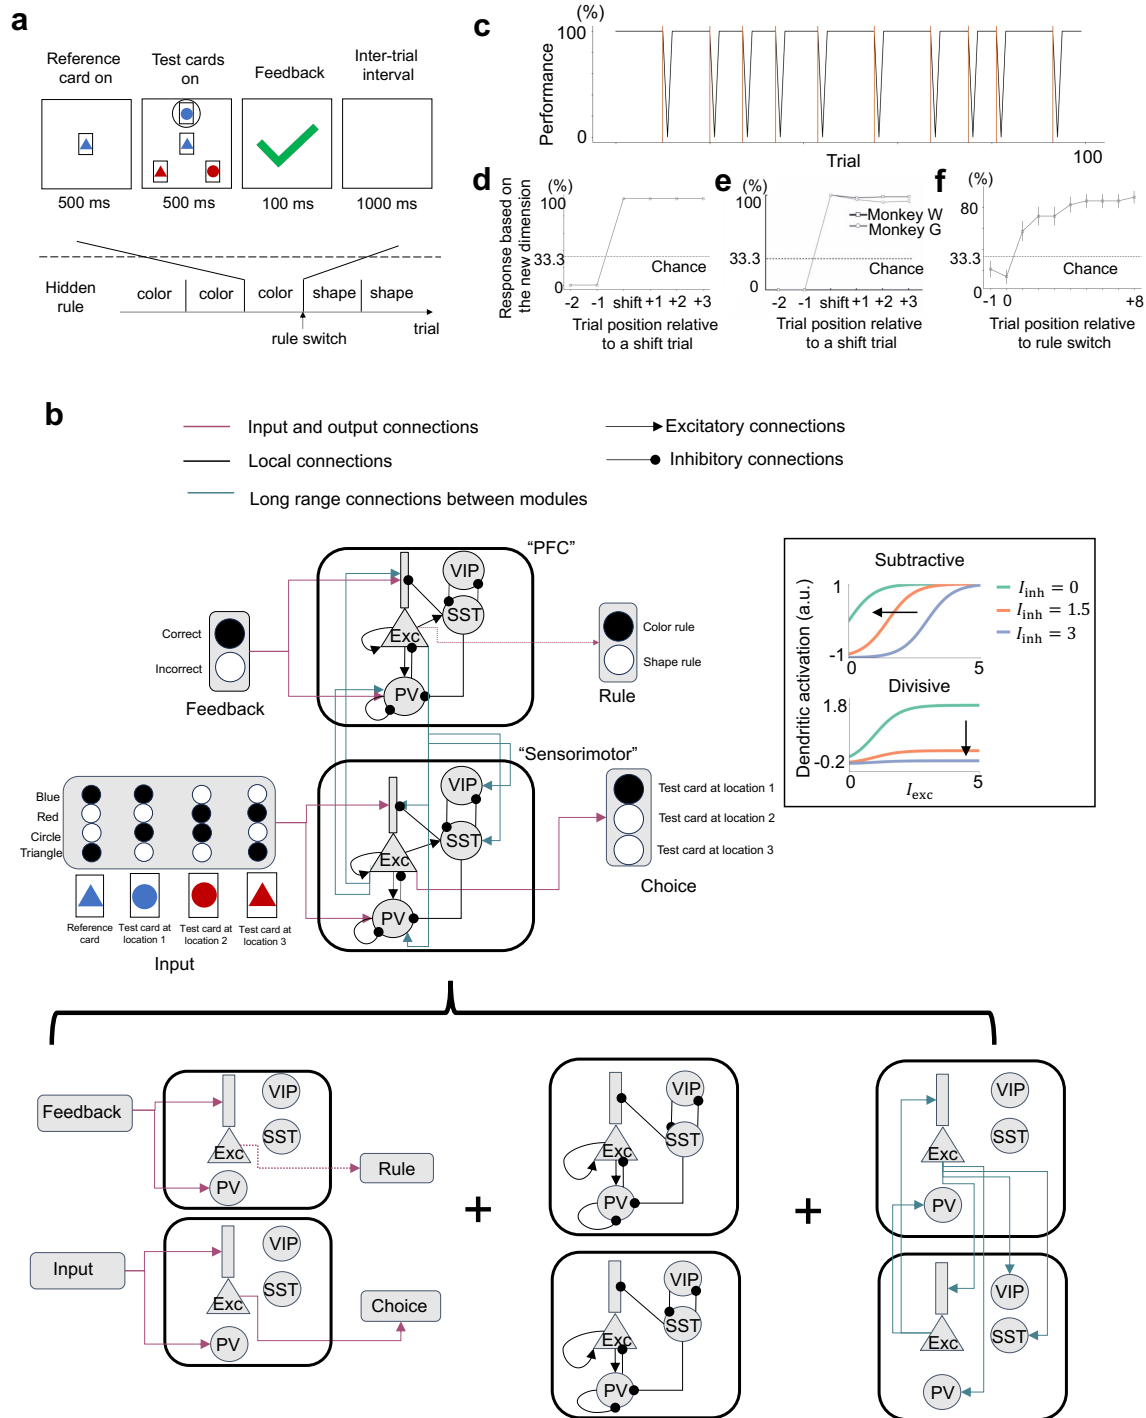 a
Reference
card on
Test cards
on
Feedback
Inter-trial
interval
500 ms
500 ms
100 ms
1000 ms
Hidden
rule
color
color
color
shape
shape
trial
rule switch
c
(%)
100
0
Performance
Trial
100
d
(%)
100
33.3
0
Response based on
the new dimension
Chance
-2 -1 shift +1 +2 +3
Trial position relative
to a shift trial
e
(%)
100
33.3
0
Monkey W
Monkey G
Chance
-2 -1 shift +1 +2 +3
Trial position relative
to a shift trial
f
(%)
80
33.3
0
Chance
-1 0 +8
Trial position relative
to rule switch
b
Input and output connections
Local connections
Long range connections between modules
Excitatory connections
Inhibitory connections
“PFC”
VIP
SST
Exc
PV
Correct
Incorrect
Feedback
Color rule
Shape rule
Rule
“Sensorimotor”
VIP
SST
Exc
PV
Blue
Red
Circle
Triangle
Reference
card
Test card at
location 1
Test card at
location 2
Test card at
location 3
Input
Test card at location 1
Test card at location 2
Test card at location 3
Choice
Subtractive
Dendritic activation (a.u.)
1
-1
0
5
I_inh = 0
I_inh = 1.5
I_inh = 3
Divisive
1.8
-0.2
0
5
I_exc
Feedback
VIP
SST
Exc
PV
Rule
Input
VIP
SST
Exc
PV
Choice
+
VIP
SST
Exc
PV
VIP
SST
Exc
PV
+
VIP
SST
Exc
PV
VIP
SST
Exc
PV